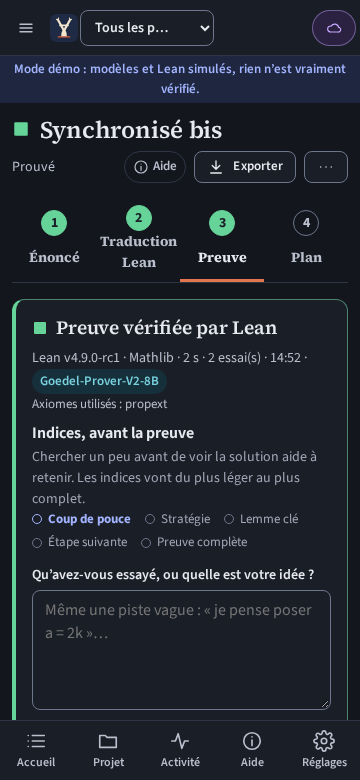 Tous les p…
Mode démo : modèles et Lean simulés, rien n’est vraiment
vérifié.
Synchronisé bis
Prouvé
Aide
Exporter
···
1
Énoncé
2
Traduction
Lean
3
Preuve
4
Plan
Preuve vérifiée par Lean
Lean v4.9.0-rc1 · Mathlib · 2 s · 2 essai(s) · 14:52 ·
Goedel-Prover-V2-8B
Axiomes utilisés : propext
Indices, avant la preuve
Chercher un peu avant de voir la solution aide à
retenir. Les indices vont du plus léger au plus
complet.
Coup de pouce
Stratégie
Lemme clé
Étape suivante
Preuve complète
Qu’avez-vous essayé, ou quelle est votre idée ?
Même une piste vague : « je pense poser
a = 2k »…
Accueil
Projet
Activité
Aide
Réglages